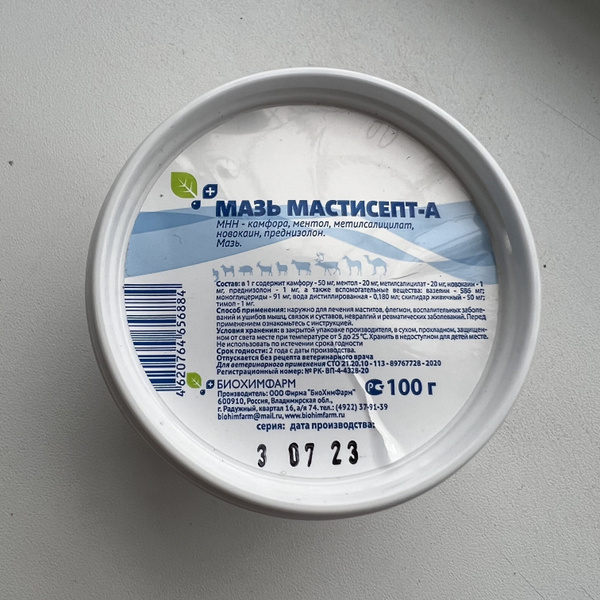 МАЗЬ МАСТИСЕПТ-А
МНН - камфора, ментол, метилсалицилат,
новокаин, преднизолон.
Мазь.
Состав: в 1 г содержит камфору - 50 мг, ментол - 20 мг, метилсалицилат - 20 мг, новокаин - 1
мг, преднизолон - 1 мг, а также вспомогательные вещества: вазелин - 586 мг;
моноглицериды - 91 мг, вода дистиллированная - 0,180 мл; скипидар живичный - 50 мг;
тимол - 1 мг.
Способ применения: наружно для лечения маститов, флегмон, воспалительных заболе-
ваний и ушибов мышц, связок и суставов, невралгий и ревматических заболеваний. Перед
применением ознакомьтесь с инструкцией.
Условия хранения: в закрытой упаковке производителя, в сухом, прохладном, защищен-
ном от света месте при температуре от 5 до 25 °С. Хранить в недоступном для детей месте.
Не использовать по истечении срока годности
Срок годности: 2 года с даты производства.
Отпускается без рецепта ветеринарного врача
Для ветеринарного применения СТО 21.20.10 - 113 - 89767728 - 2020
Регистрационный номер: № РК- ВП-4-4328-20
4620764656884
БИОХИМФАРМ
РСТ 100 г
Производитель: ООО Фирма "БиоХимФарм"
600910, Россия, Владимирская обл.,
г. Радужный, квартал 16, а/я 74. тел.: (4922) 37-91-39
biohimfarm@mail.ru, www.biohimfarm.ru
серия: дата производства:
3 07 23